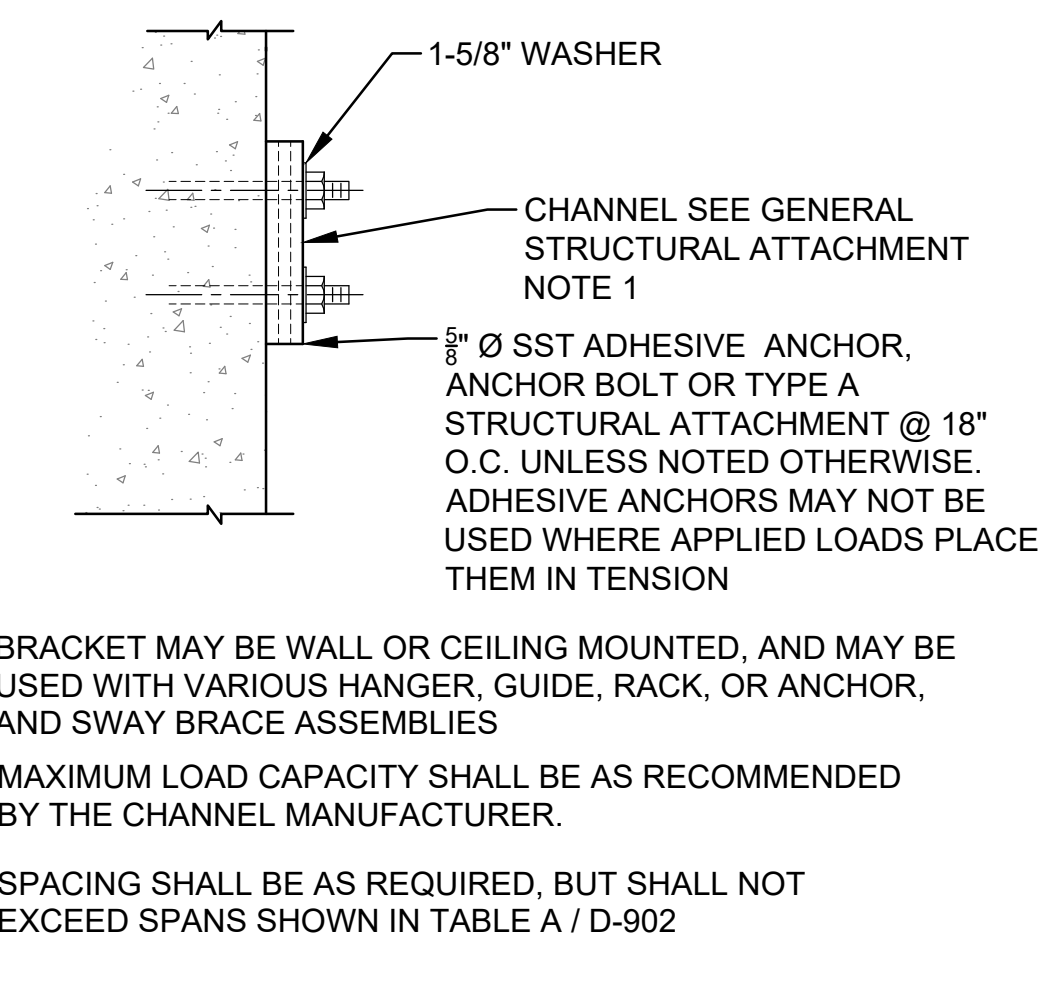 1-5/8" WASHER
CHANNEL SEE GENERAL
STRUCTURAL ATTACHMENT
NOTE 1
5/8" Ø SST ADHESIVE ANCHOR,
ANCHOR BOLT OR TYPE A
STRUCTURAL ATTACHMENT @ 18"
O.C. UNLESS NOTED OTHERWISE.
ADHESIVE ANCHORS MAY NOT BE
USED WHERE APPLIED LOADS PLACE
THEM IN TENSION
BRACKET MAY BE WALL OR CEILING MOUNTED, AND MAY BE
USED WITH VARIOUS HANGER, GUIDE, RACK, OR ANCHOR,
AND SWAY BRACE ASSEMBLIES
MAXIMUM LOAD CAPACITY SHALL BE AS RECOMMENDED
BY THE CHANNEL MANUFACTURER.
SPACING SHALL BE AS REQUIRED, BUT SHALL NOT
EXCEED SPANS SHOWN IN TABLE A / D-902